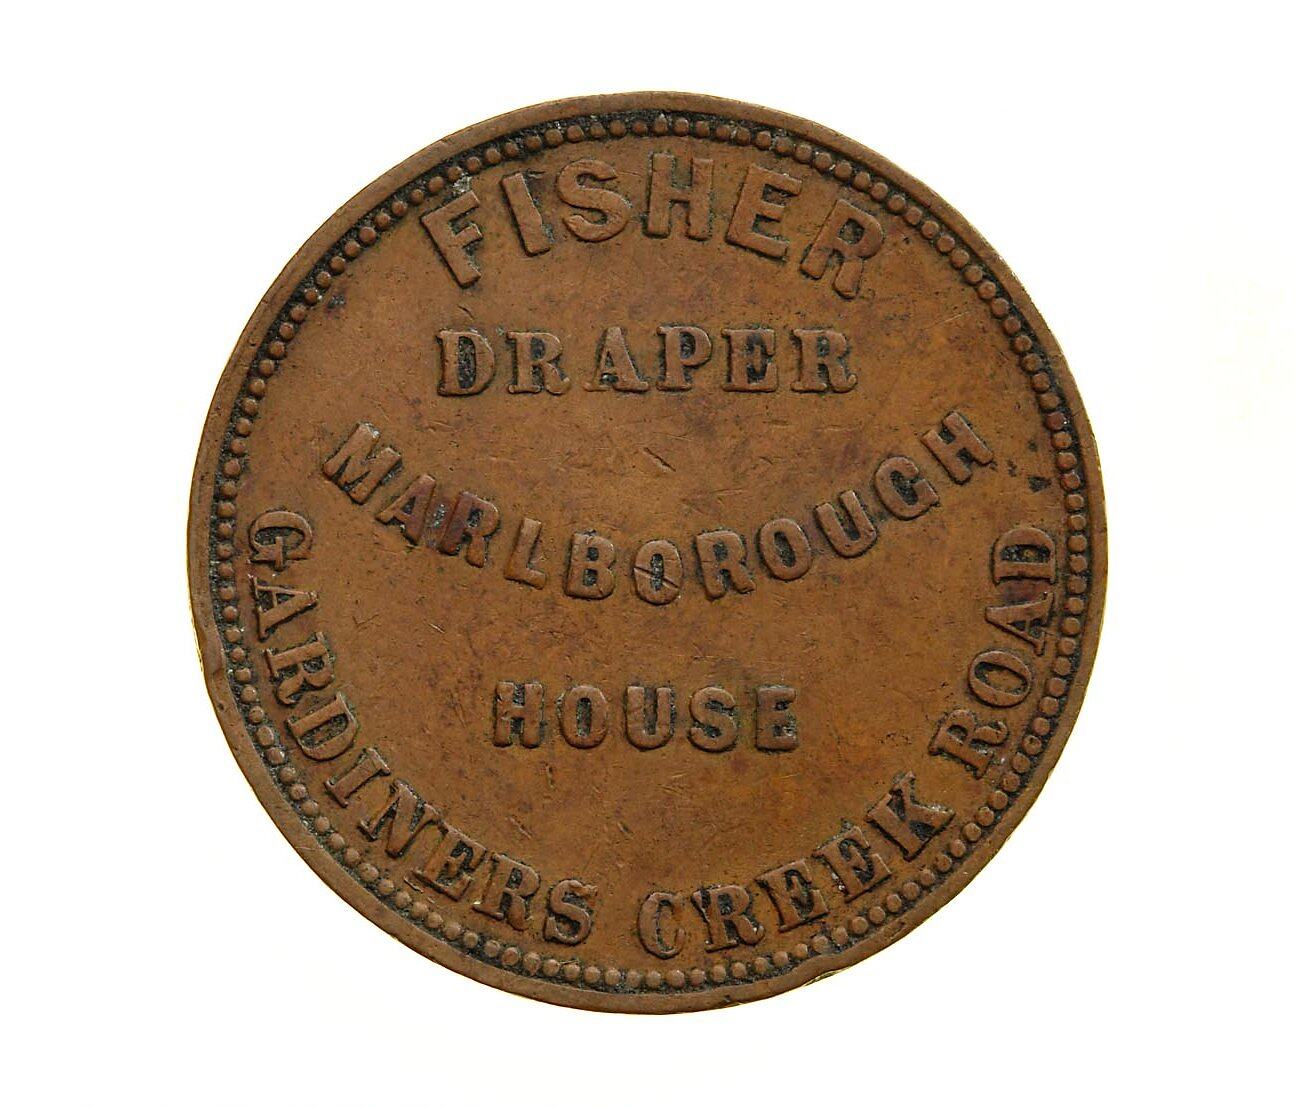 FISHER
DRAPER
MARLBOROUGH
HOUSE
GARDINERS CREEK ROAD